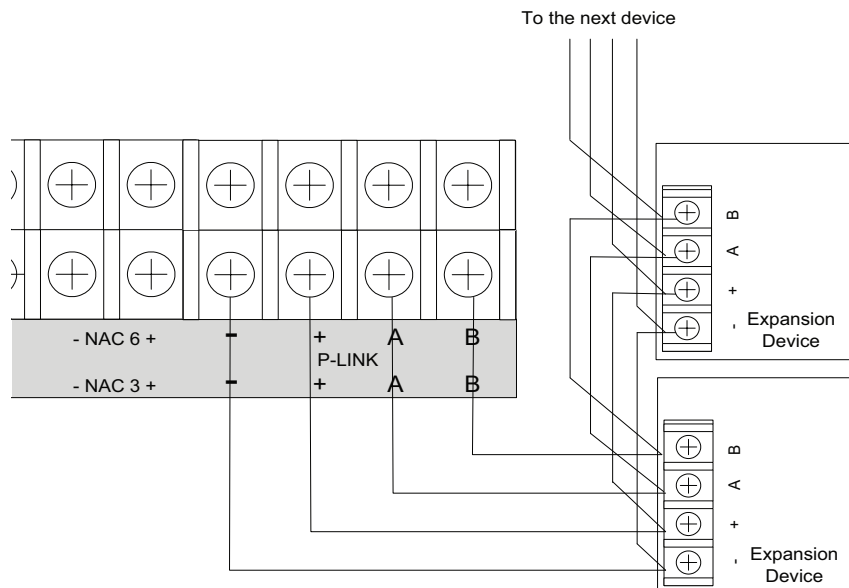 To the next device
B
A
+
- Expansion
Device
- NAC 6 + - + A B
P-LINK
- NAC 3 + - + A B
B
A
+
- Expansion
Device